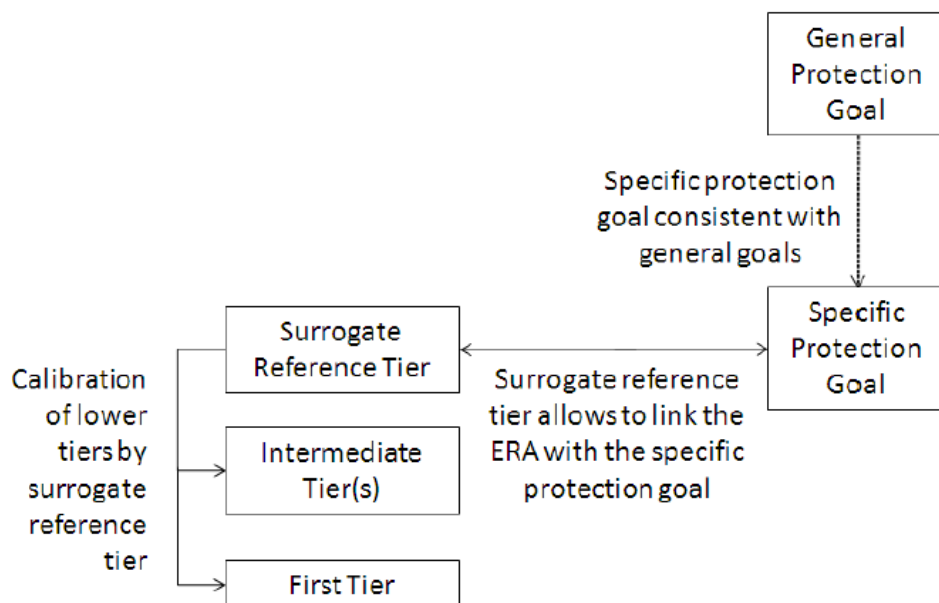 General
Protection
Goal
Specific protection
goal consistent with
general goals
Specific
Protection
Goal
Surrogate
Reference Tier
Surrogate reference
tier allows to link the
ERA with the specific
protection goal
Calibration
of lower
tiers by
surrogate
reference
tier
Intermediate
Tier(s)
First Tier